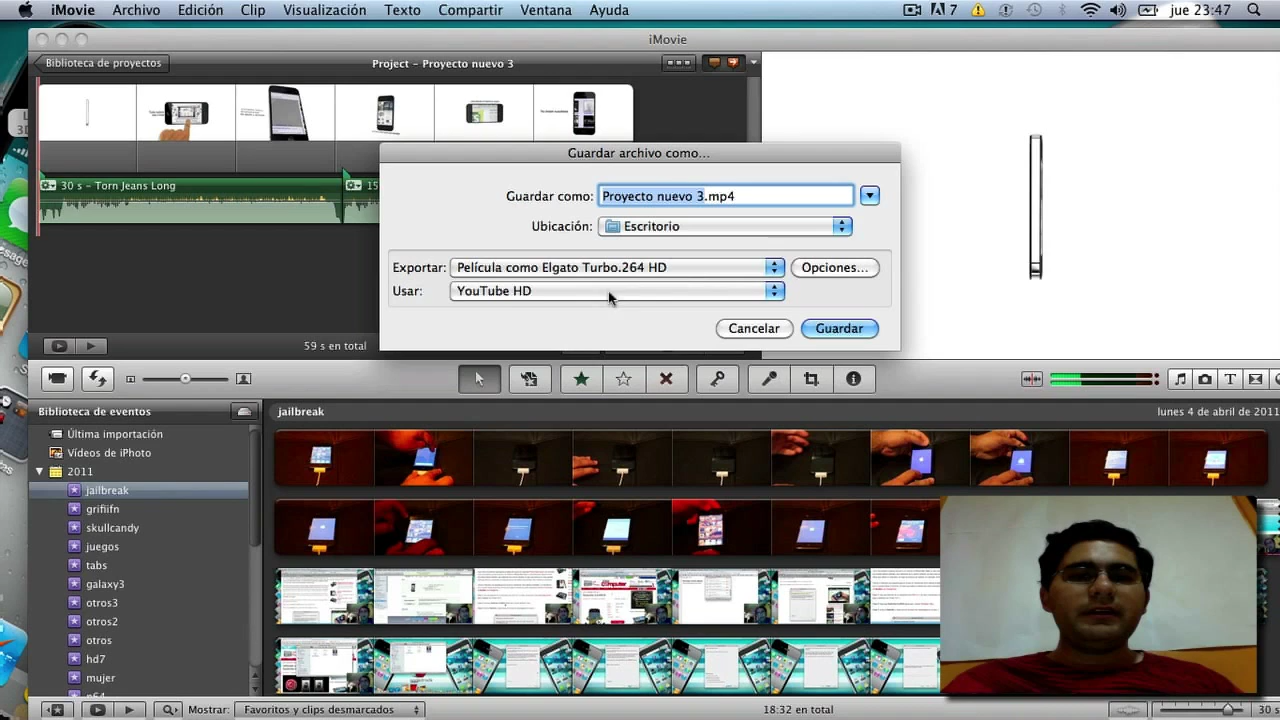 iMovie Archivo Edición Clip Visualización Texto Compartir Ventana Ayuda 7 jue 23:47
iMovie
Biblioteca de proyectos Project - Proyecto nuevo 3
30 s - Torn Jeans Long 15
Guardar archivo como...
Guardar como: Proyecto nuevo 3.mp4
Ubicación: Escritorio
Exportar: Película como Elgato Turbo.264 HD Opciones...
Usar: YouTube HD
Cancelar Guardar
59 s en total
Biblioteca de eventos jailbreak lunes 4 de abril de 2011
Última importación
Vídeos de iPhoto
2011
jailbreak
grifiifn
skullcandy
juegos
tabs
galaxy3
otros3
otros2
otros
hd7
mujer
n64
Mostrar: Favoritos y clips desmarcados 18:32 en total 30 s